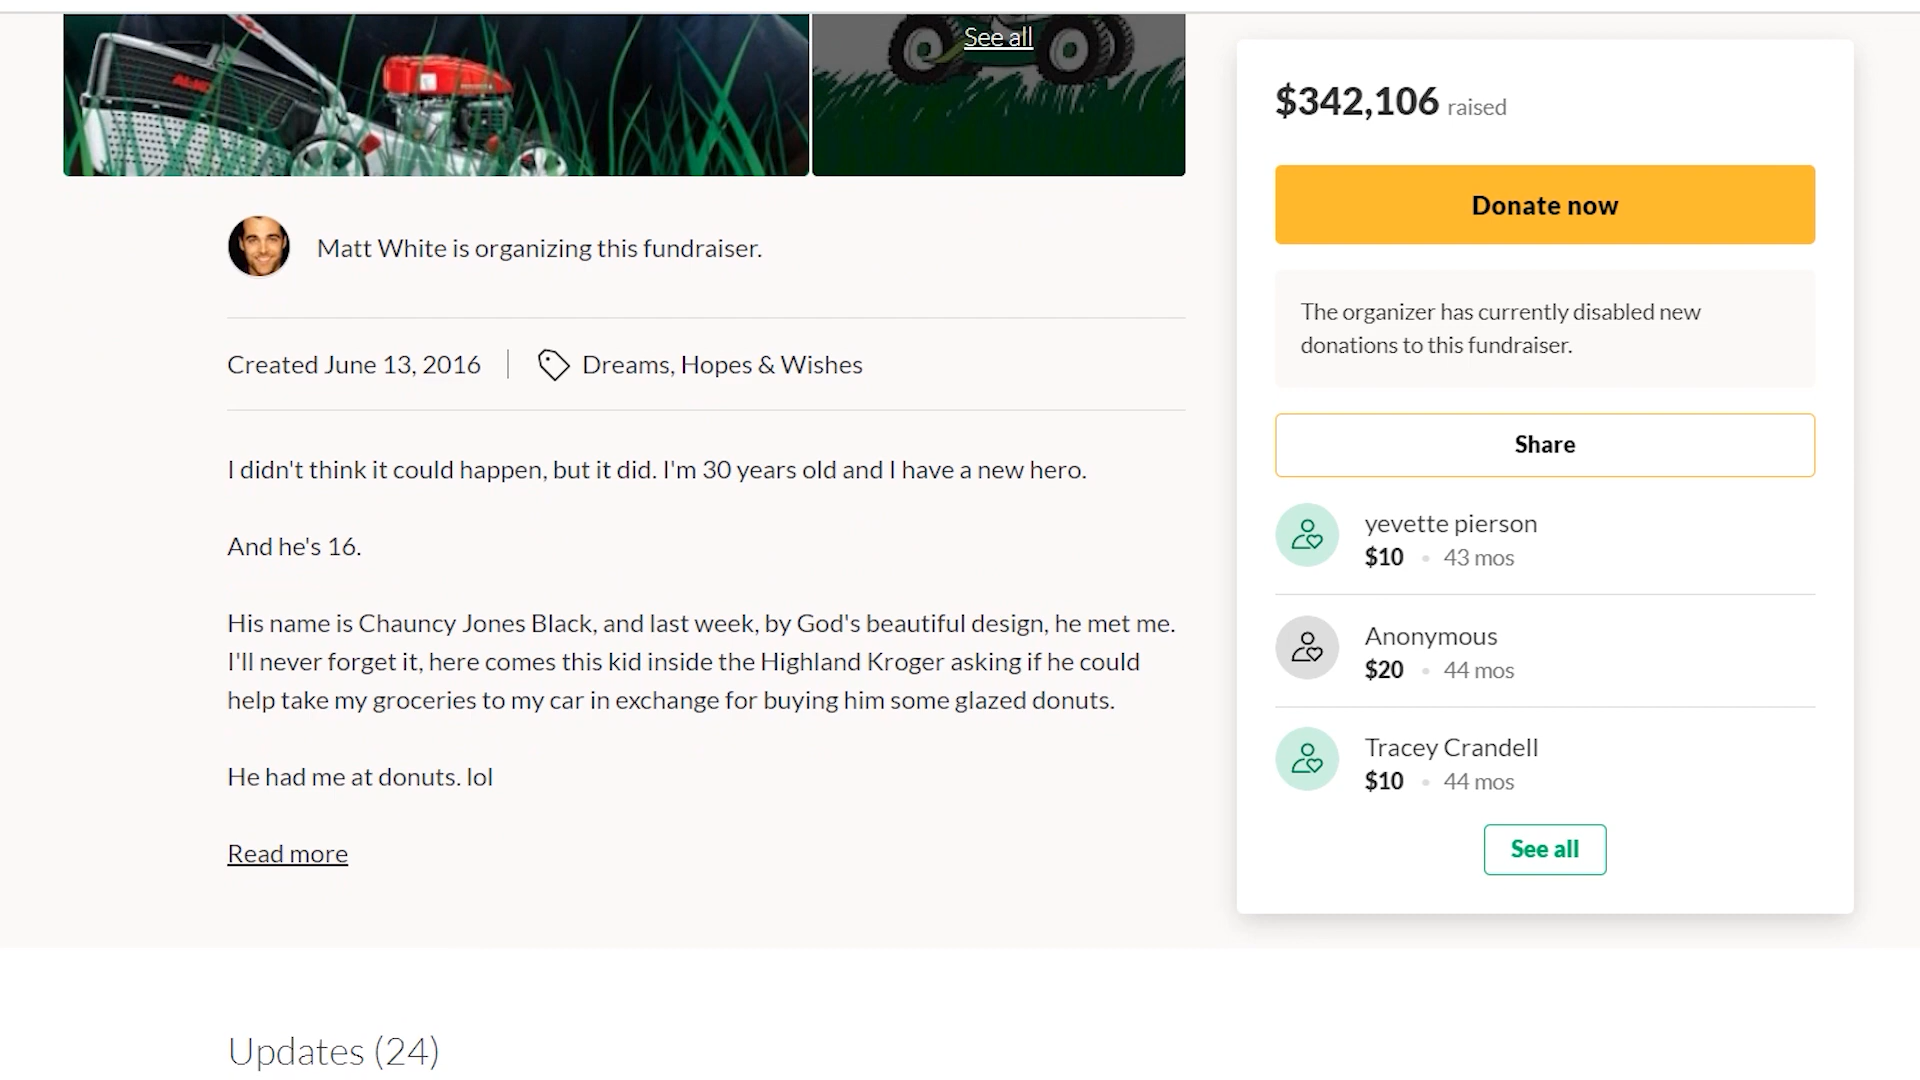 See all
Matt White is organizing this fundraiser.
Created June 13, 2016
Dreams, Hopes & Wishes
I didn't think it could happen, but it did. I'm 30 years old and I have a new hero.
And he's 16.
His name is Chauncy Jones Black, and last week, by God's beautiful design, he met me.
I'll never forget it, here comes this kid inside the Highland Kroger asking if he could
help take my groceries to my car in exchange for buying him some glazed donuts.
He had me at donuts. lol
Read more
Updates (24)
$342,106 raised
Donate now
The organizer has currently disabled new
donations to this fundraiser.
Share
yevette pierson
$10 • 43 mos
Anonymous
$20 • 44 mos
Tracey Crandell
$10 • 44 mos
See all